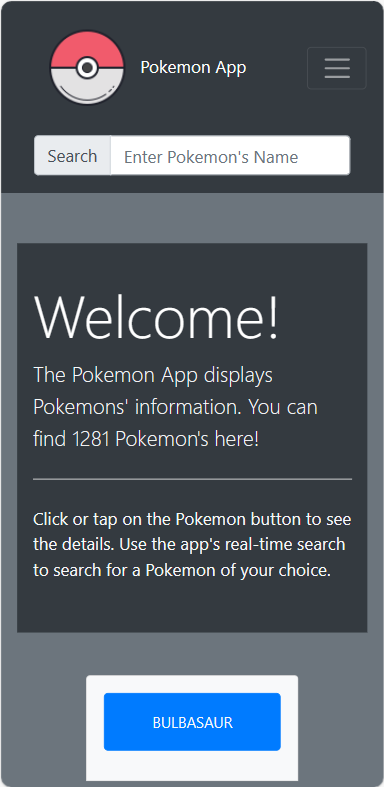 Pokemon App
Search Enter Pokemon's Name
Welcome!
The Pokemon App displays
Pokemons' information. You can
find 1281 Pokemon's here!
Click or tap on the Pokemon button to see
the details. Use the app's real-time search
to search for a Pokemon of your choice.
BULBASAUR